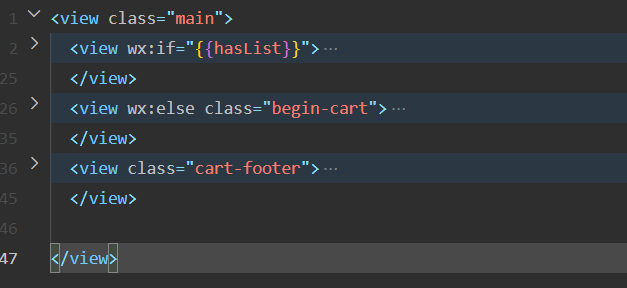 1 <view class="main">
2 <view wx:if="{{hasList}}">…
25 </view>
26 <view wx:else class="begin-cart">…
35 </view>
36 <view class="cart-footer">…
45 </view>
46
47 </view>